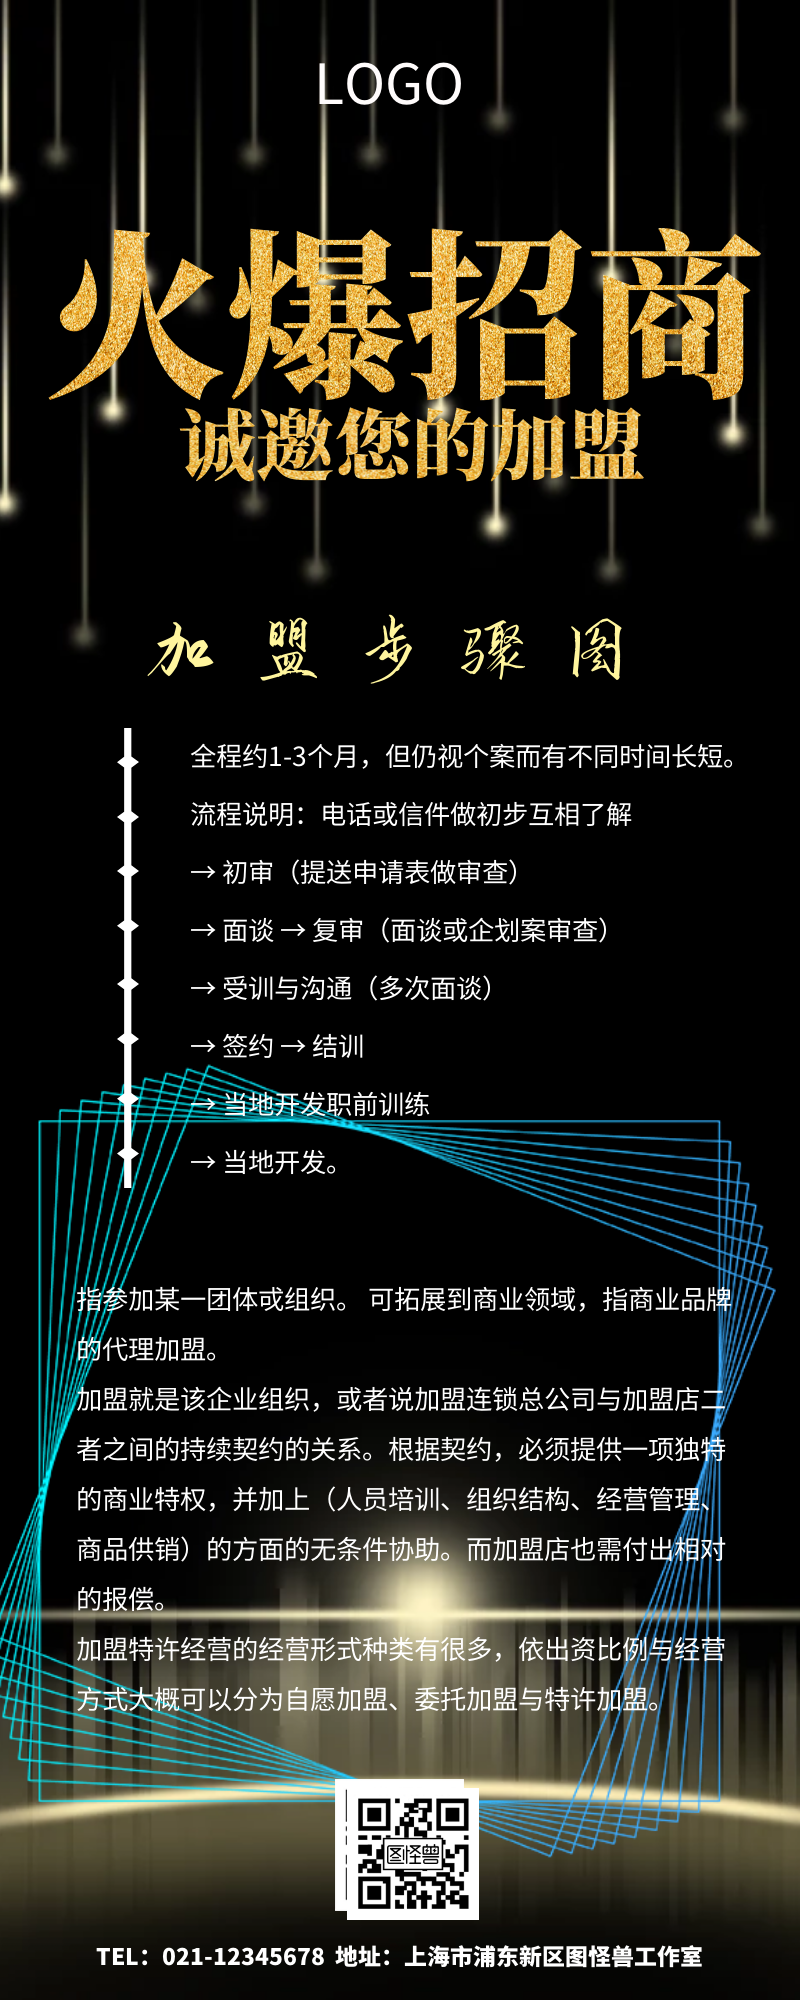 LOGO
火爆招商
诚邀您的加盟
加盟步骤图
全程约1-3个月，但仍视个案而有不同时间长短。
流程说明：电话或信件做初步互相了解
→ 初审（提送申请表做审查）
→ 面谈 → 复审（面谈或企划案审查）
→ 受训与沟通（多次面谈）
→ 签约 → 结训
→ 当地开发职前训练
→ 当地开发。
指参加某一团体或组织。 可拓展到商业领域，指商业品牌
的代理加盟。
加盟就是该企业组织，或者说加盟连锁总公司与加盟店二
者之间的持续契约的关系。根据契约，必须提供一项独特
的商业特权，并加上（人员培训、组织结构、经营管理、
商品供销）的方面的无条件协助。而加盟店也需付出相对
的报偿。
加盟特许经营的经营形式种类有很多，依出资比例与经营
方式大概可以分为自愿加盟、委托加盟与特许加盟。
图怪兽
TEL：021-12345678 地址：上海市浦东新区图怪兽工作室